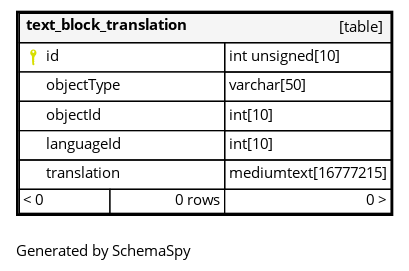 text_block_translation [table]
id int unsigned[10]
objectType varchar[50]
objectId int[10]
languageId int[10]
translation mediumtext[16777215]
< 0 0 rows 0 >
Generated by SchemaSpy